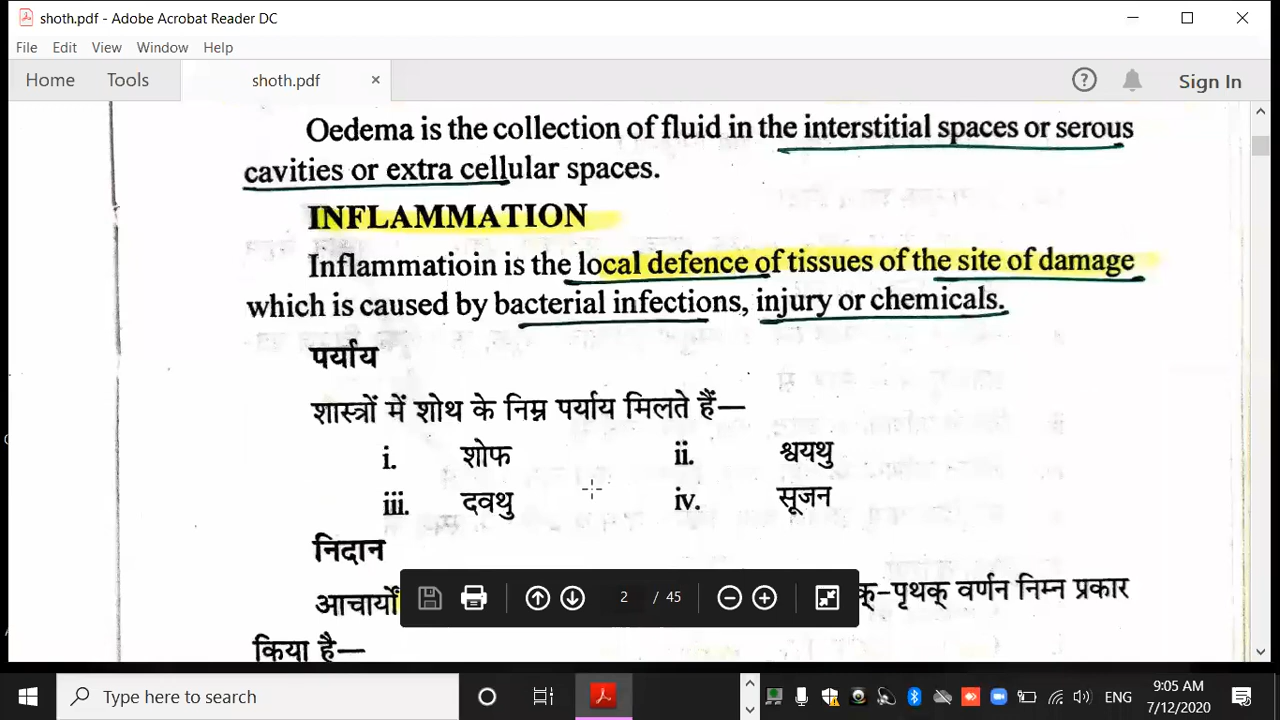 shoth.pdf - Adobe Acrobat Reader DC
File Edit View Window Help
Home Tools shoth.pdf × ? Sign In
Oedema is the collection of fluid in the interstitial spaces or serous
cavities or extra cellular spaces.
INFLAMMATION
Inflammatioin is the local defence of tissues of the site of damage
which is caused by bacterial infections, injury or chemicals.
पर्याय
शास्त्रों में शोथ के निम्न पर्याय मिलते हैं—
i. शोफ ii. श्वयथु
iii. दवथु iv. सूजन
निदान
आचार्यों क्-पृथक् वर्णन निम्न प्रकार
2 / 45
किया है—
Type here to search
ENG 9:05 AM
7/12/2020